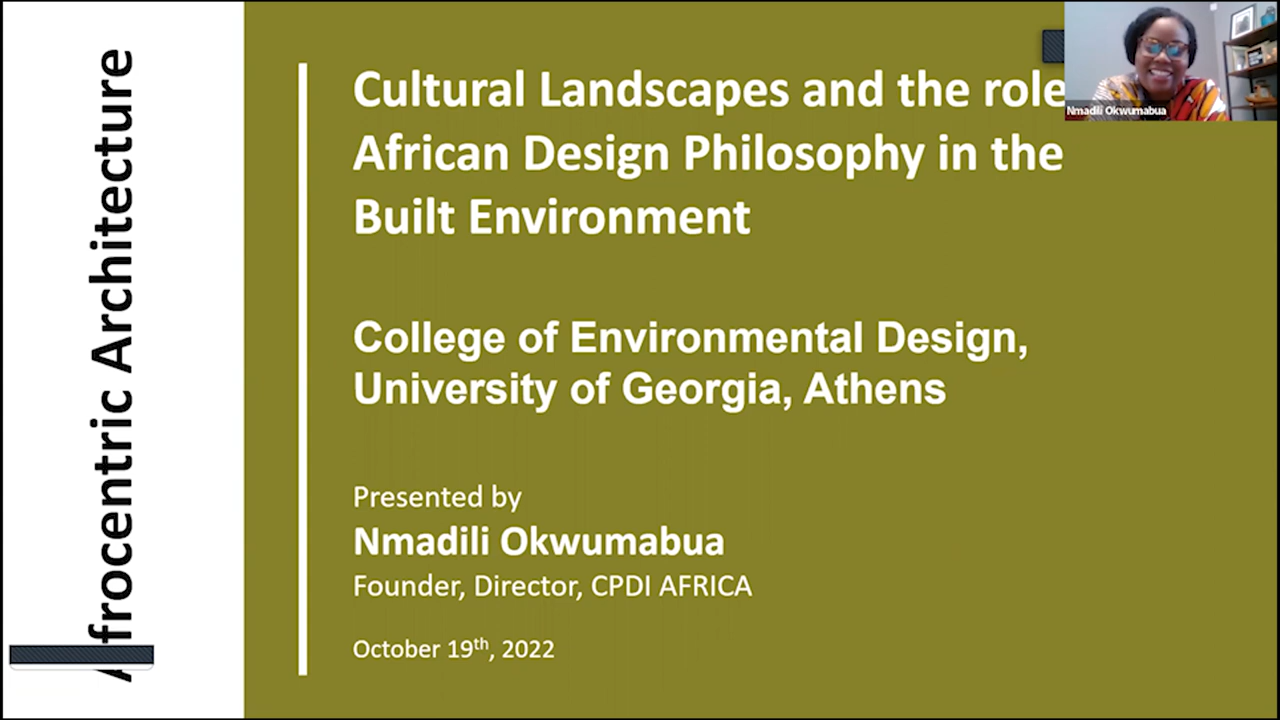 Afrocentric Architecture
Cultural Landscapes and the role
African Design Philosophy in the
Built Environment
College of Environmental Design,
University of Georgia, Athens
Presented by
Nmadili Okwumabua
Founder, Director, CPDI AFRICA
October 19th, 2022
Nmadili Okwumabua